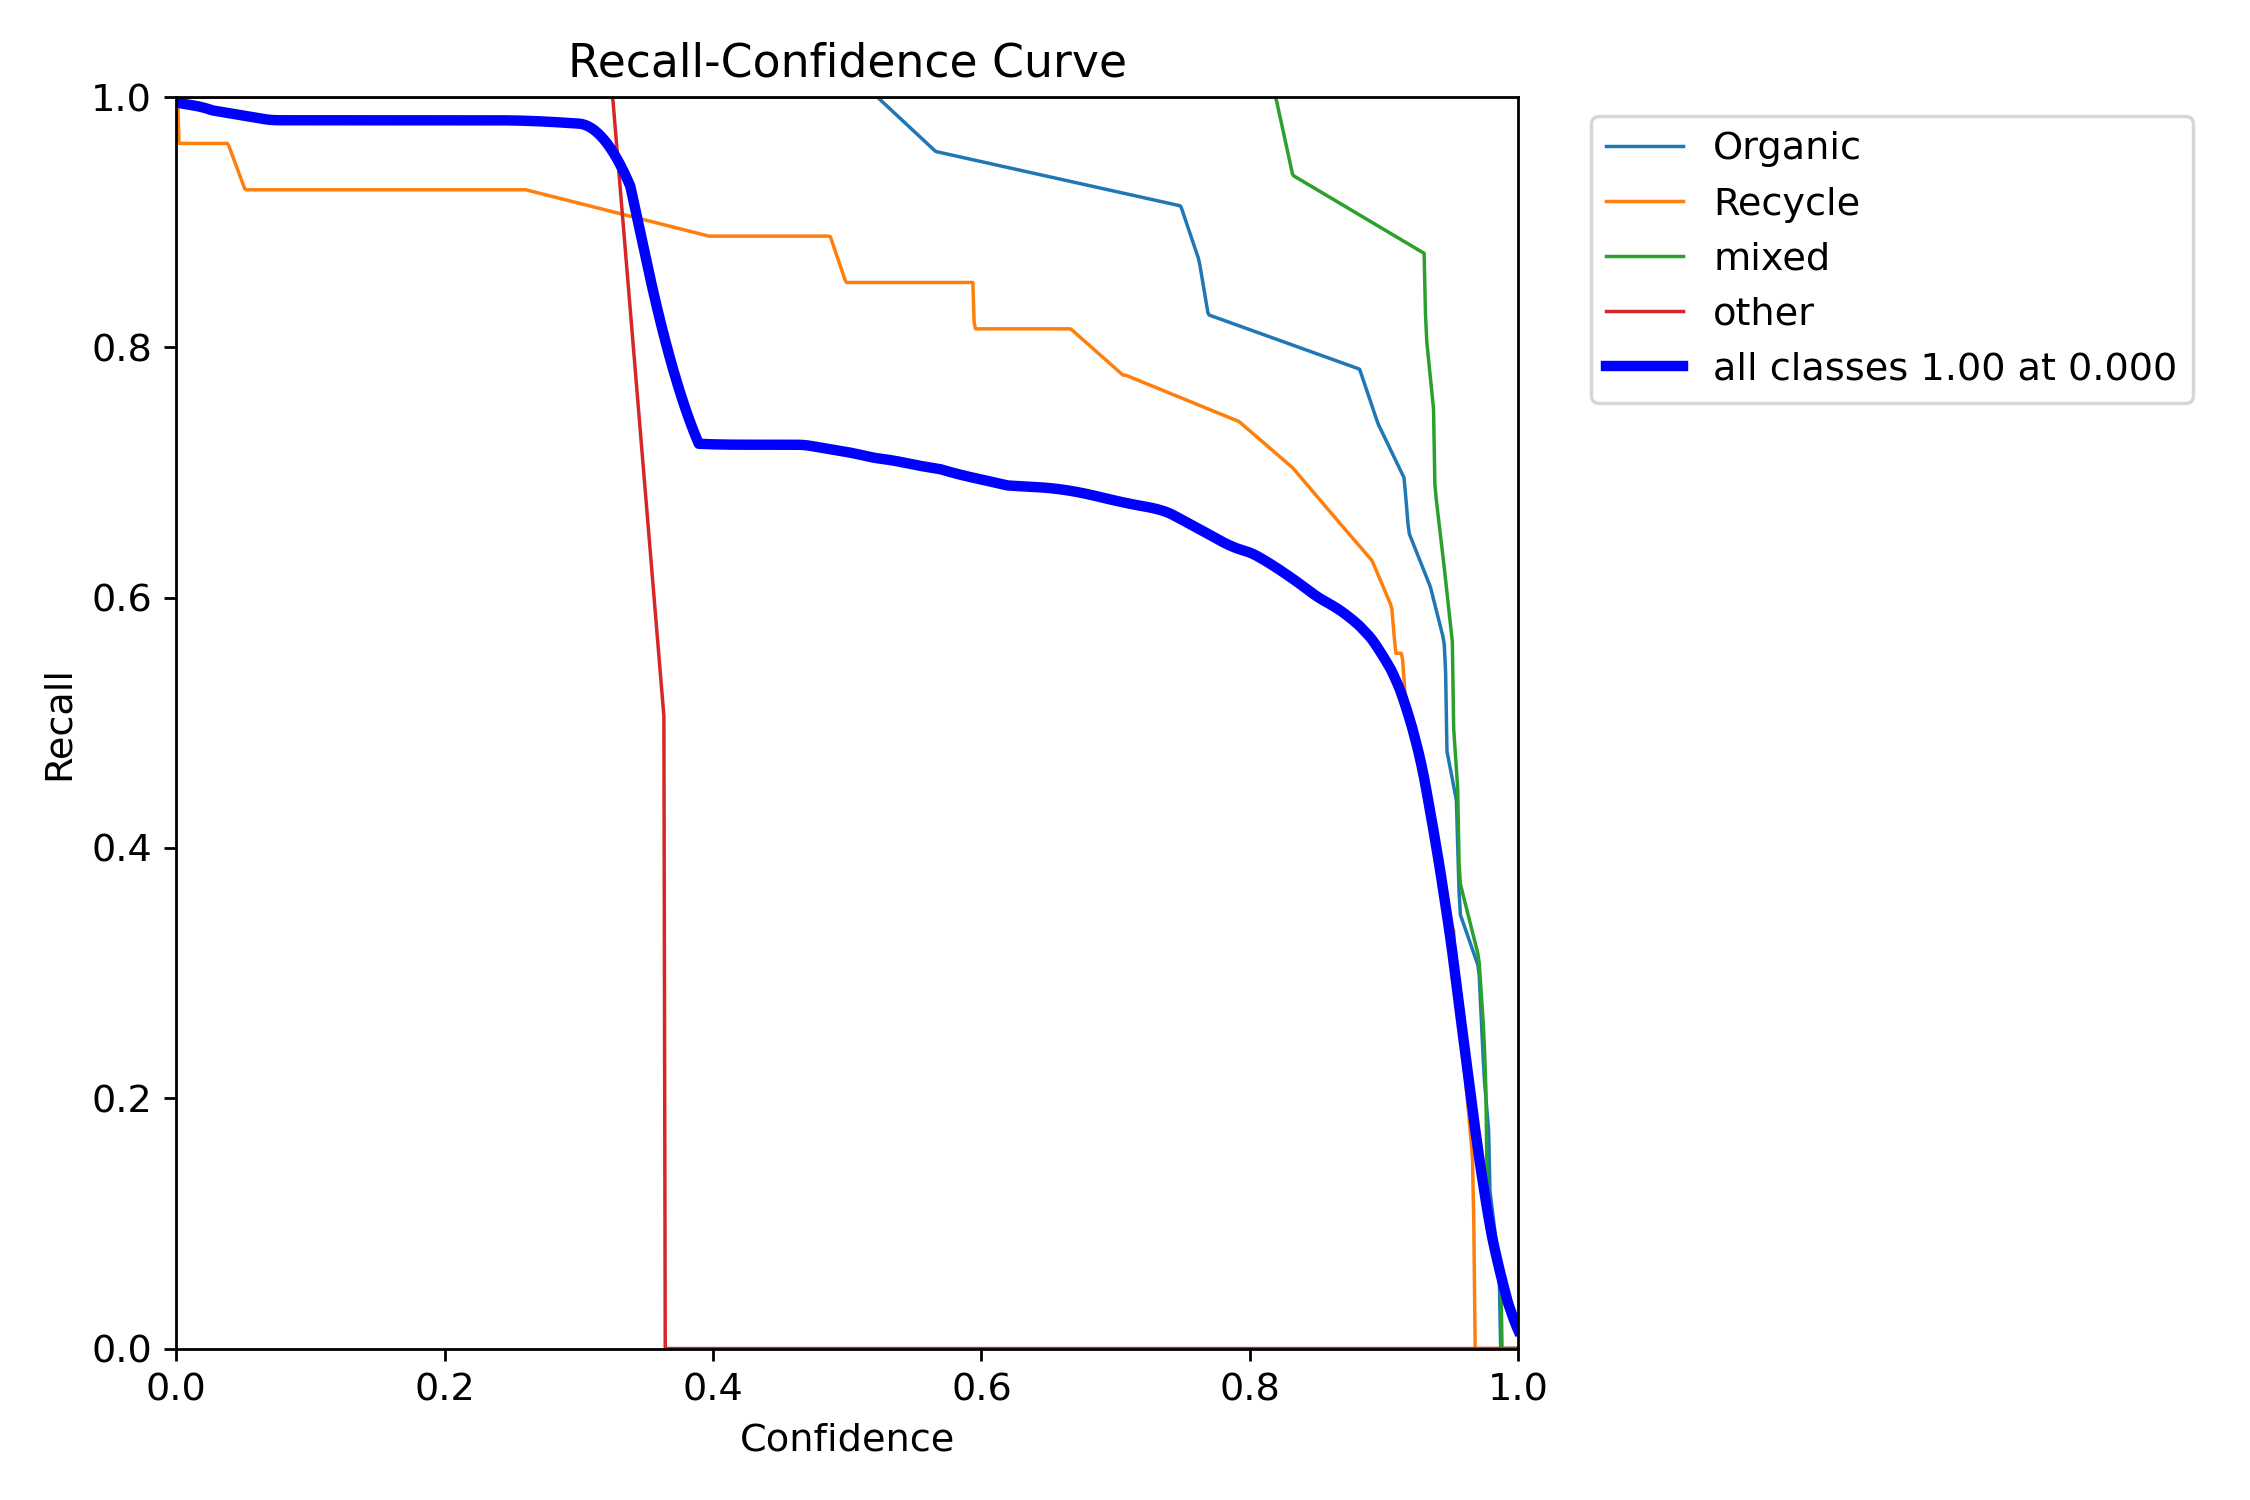 Recall-Confidence Curve
1.0
0.8
0.6
0.4
0.2
0.0
Recall
0.0 0.2 0.4 0.6 0.8 1.0
Confidence
Organic
Recycle
mixed
other
all classes 1.00 at 0.000